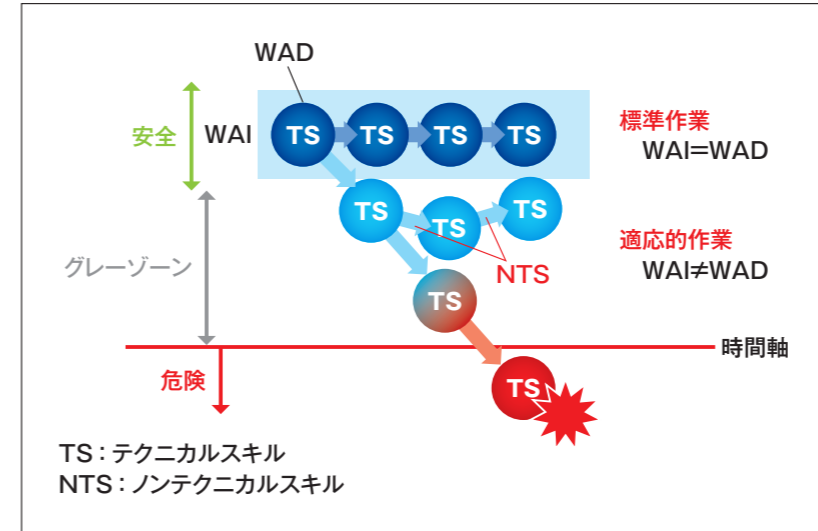 WAD
安全
WAI
TS
TS
TS
TS
標準作業
WAI=WAD
TS
TS
TS
グレーゾーン
NTS
適応的作業
WAI≠WAD
TS
時間軸
危険
TS
TS：テクニカルスキル
NTS：ノンテクニカルスキル